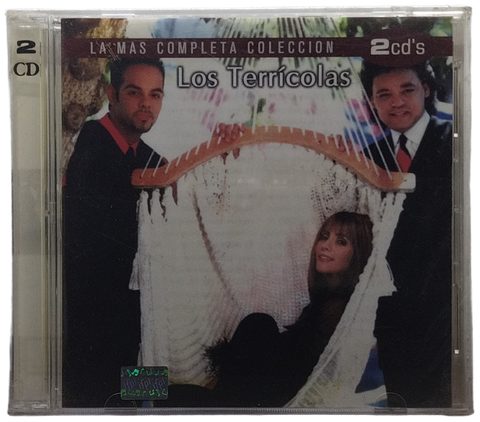 2
CD
LA MAS COMPLETA COLECCION 2cd's
Los Terrícolas